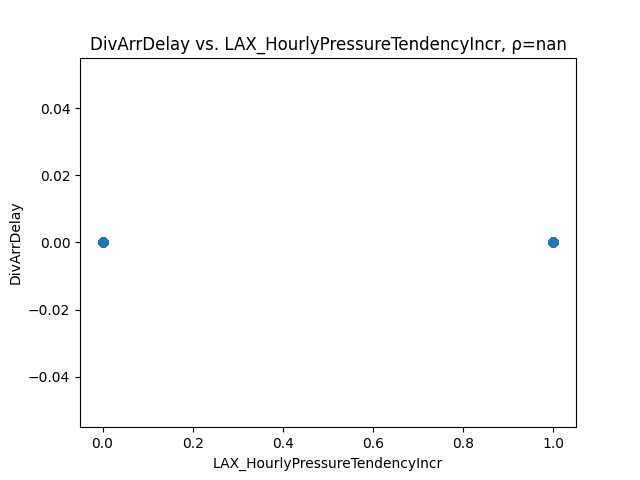 DivArrDelay vs. LAX_HourlyPressureTendencyIncr, ρ=nan
0.04
0.02
0.00
−0.02
−0.04
DivArrDelay
0.0 0.2 0.4 0.6 0.8 1.0
LAX_HourlyPressureTendencyIncr